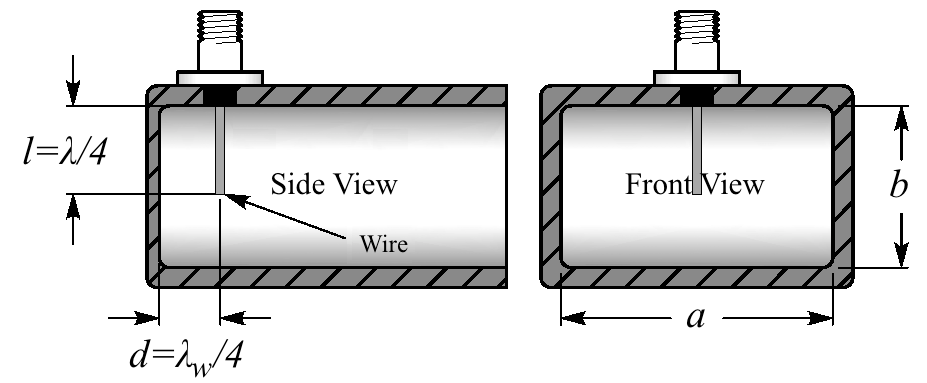 l=λ/4
Side View
Wire
d=λw/4
Front View
b
a